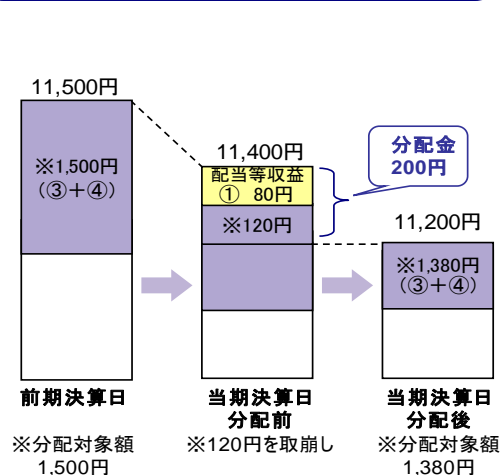 11,500円
※1,500円
（③＋④）
前期決算日
※分配対象額
1,500円
11,400円
配当等収益
① 80円
※120円
分配金
200円
当期決算日
分配前
※120円を取崩し
11,200円
※1,380円
（③＋④）
当期決算日
分配後
※分配対象額
1,380円